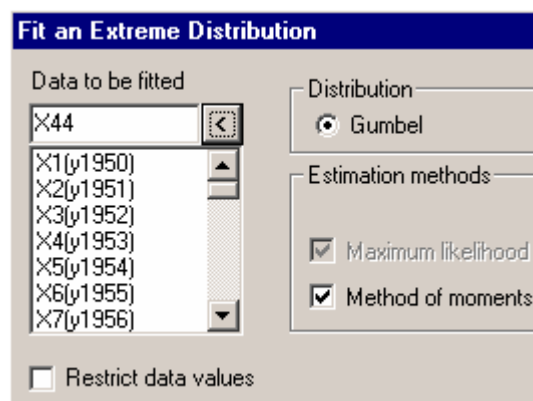 Fit an Extreme Distribution
Data to be fitted
X44
<
X1(y1950)
X2(y1951)
X3(y1952)
X4(y1953)
X5(y1954)
X6(y1955)
X7(y1956)
Restrict data values
Distribution
Gumbel
Estimation methods
Maximum likelihood
Method of moments